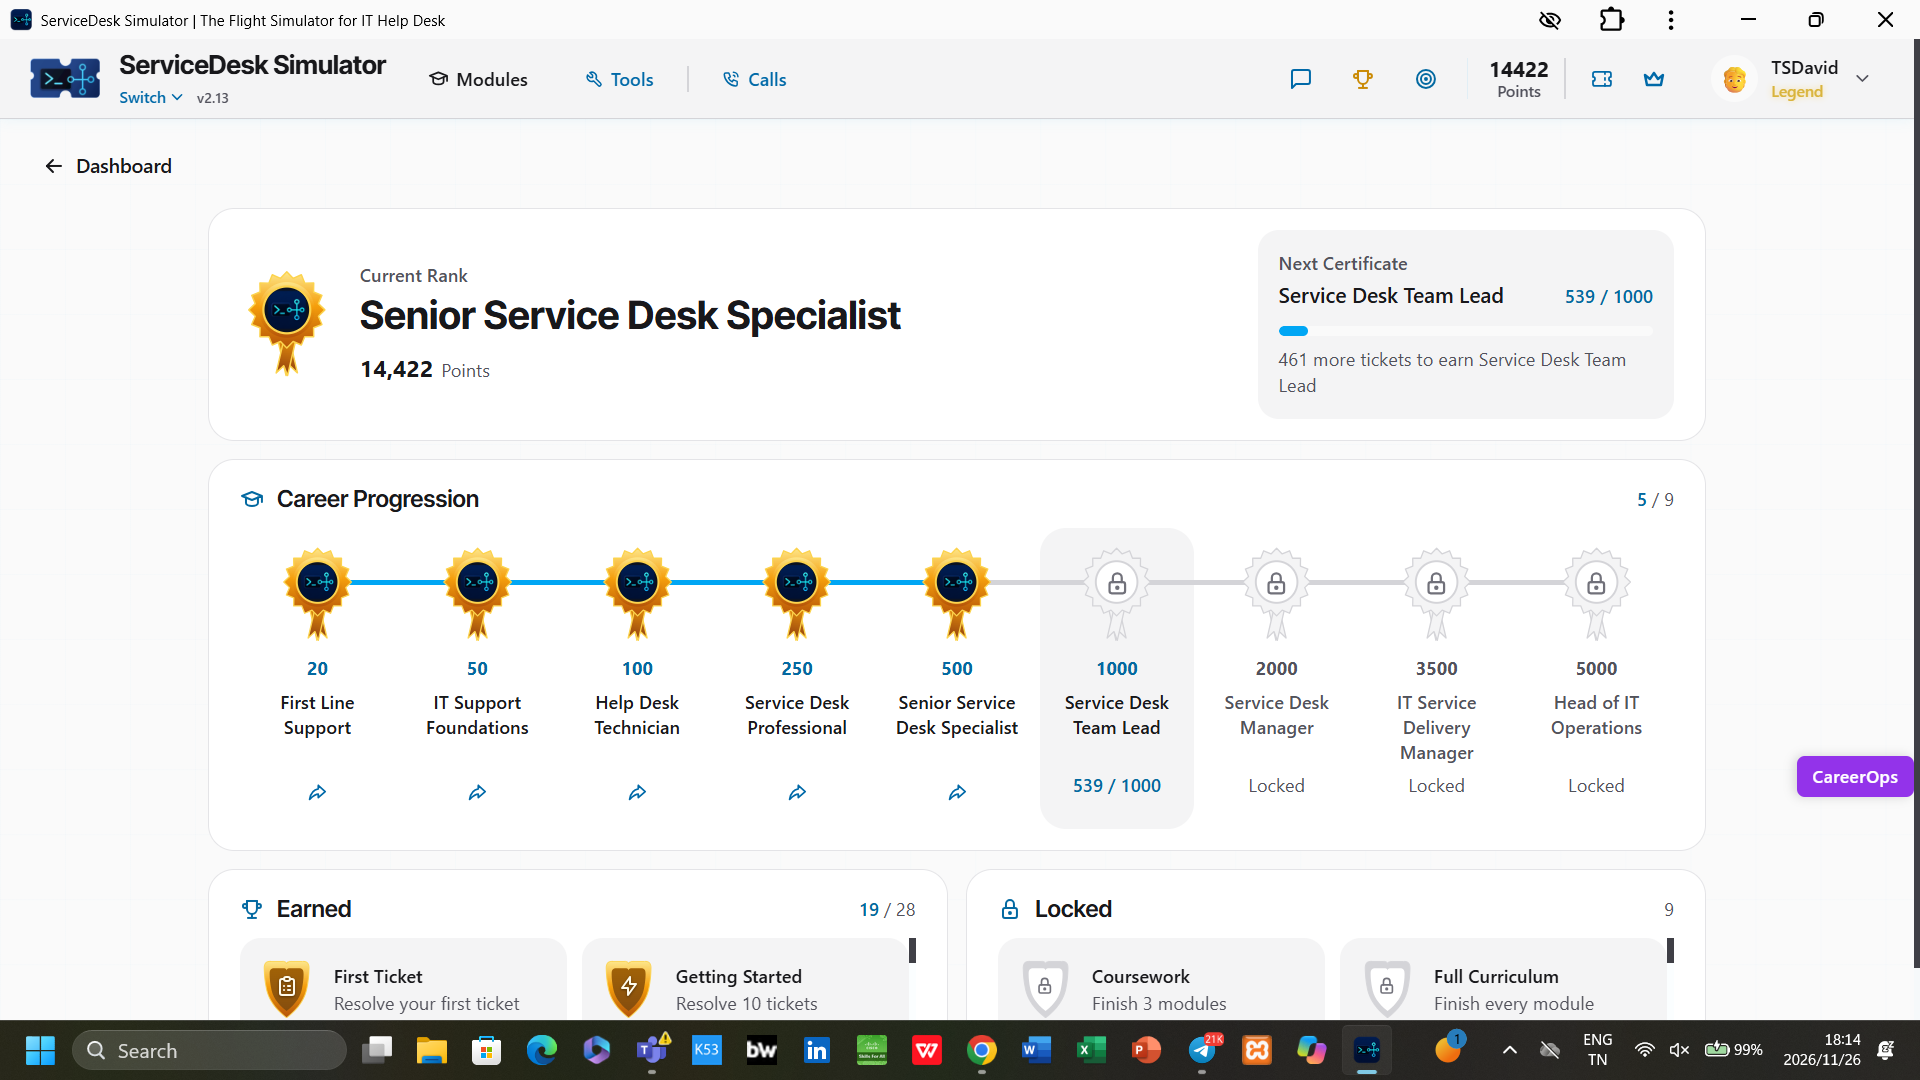 ServiceDesk Simulator | The Flight Simulator for IT Help Desk
ServiceDesk Simulator
Switch
v2.13
Modules
Tools
Calls
14422
Points
TSDavid
Legend
Dashboard
Current Rank
Senior Service Desk Specialist
14,422 Points
Next Certificate
Service Desk Team Lead
539 / 1000
461 more tickets to earn Service Desk Team
Lead
Career Progression
5 / 9
20
First Line
Support
50
IT Support
Foundations
100
Help Desk
Technician
250
Service Desk
Professional
500
Senior Service
Desk Specialist
1000
Service Desk
Team Lead
539 / 1000
2000
Service Desk
Manager
Locked
3500
IT Service
Delivery
Manager
Locked
5000
Head of IT
Operations
Locked
CareerOps
Earned
19 / 28
First Ticket
Resolve your first ticket
Getting Started
Resolve 10 tickets
Locked
9
Coursework
Finish 3 modules
Full Curriculum
Finish every module
Search
K53
bw
21K
1
ENG
TN
99%
18:14
2026/11/26